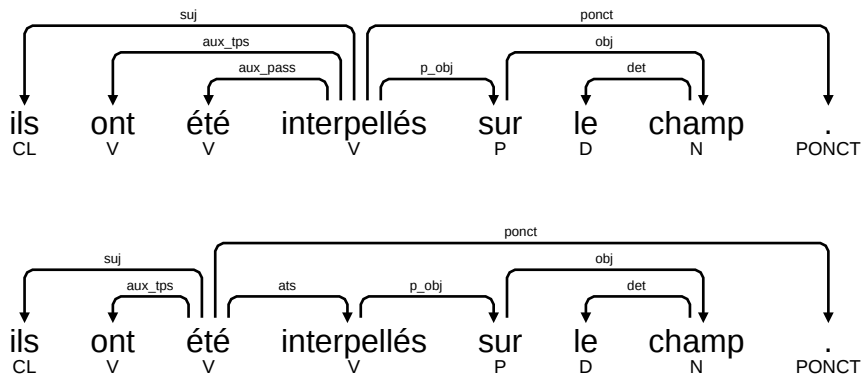 suj ponct
aux_tps obj
aux_pass p_obj det
ils ont été interpellés sur le champ .
CL V V V P D N PONCT
ponct
suj obj
aux_tps ats p_obj det
ils ont été interpellés sur le champ .
CL V V V P D N PONCT